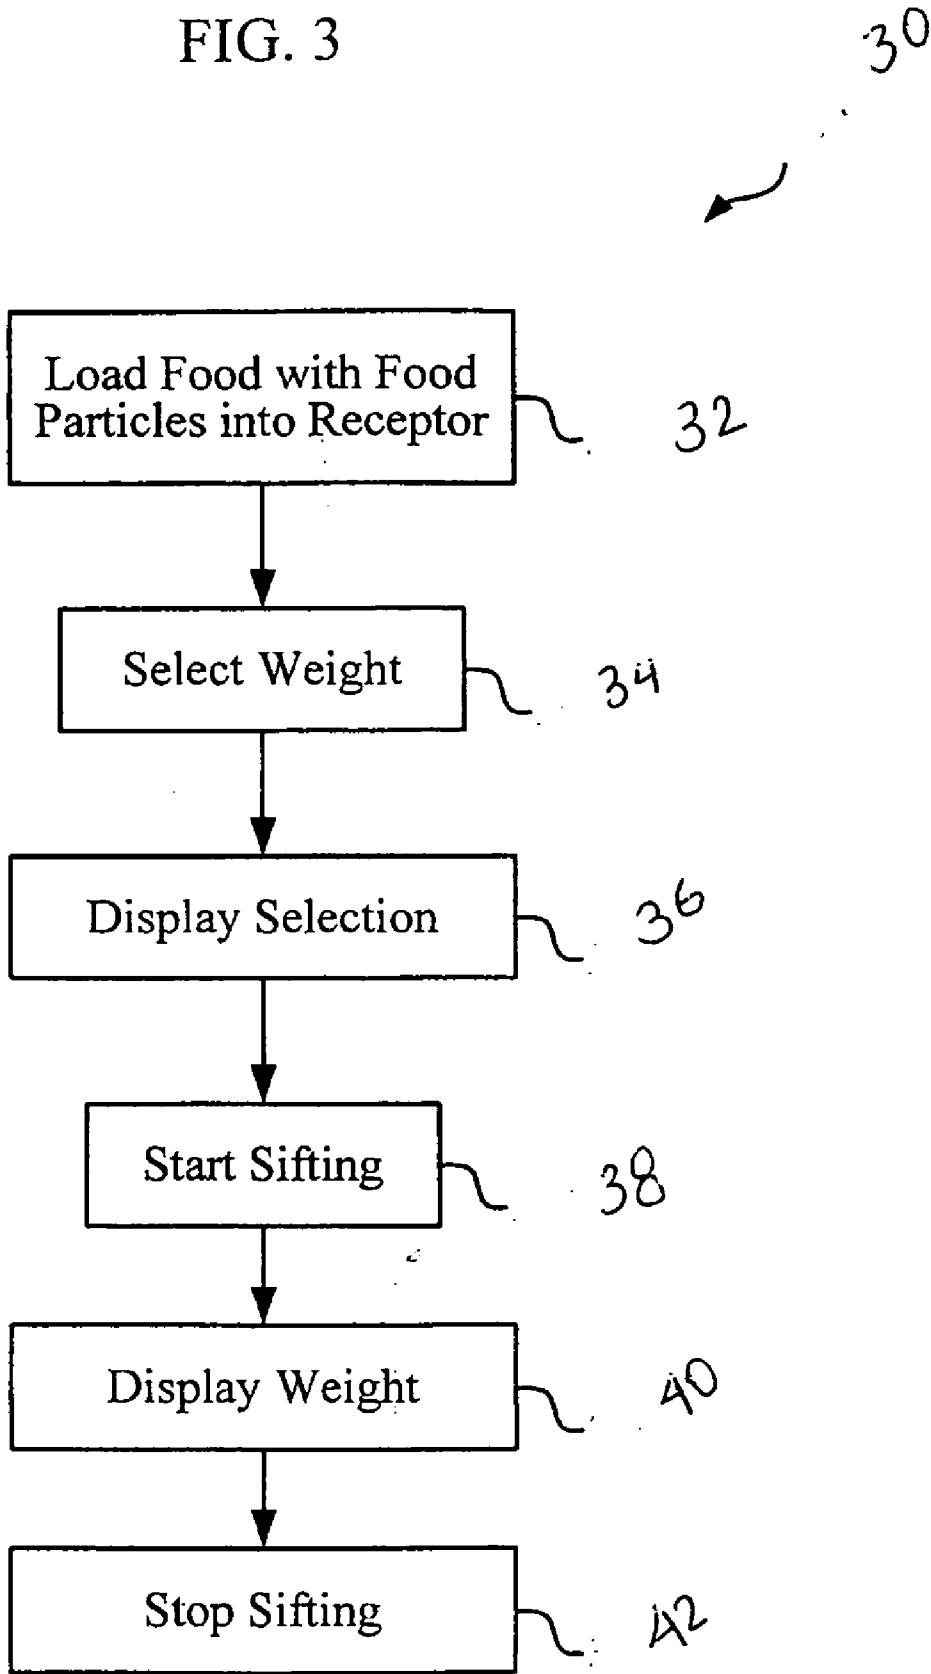 FIG. 3
30
Load Food with Food
Particles into Receptor
32
Select Weight
34
Display Selection
36
Start Sifting
38
Display Weight
40
Stop Sifting
42